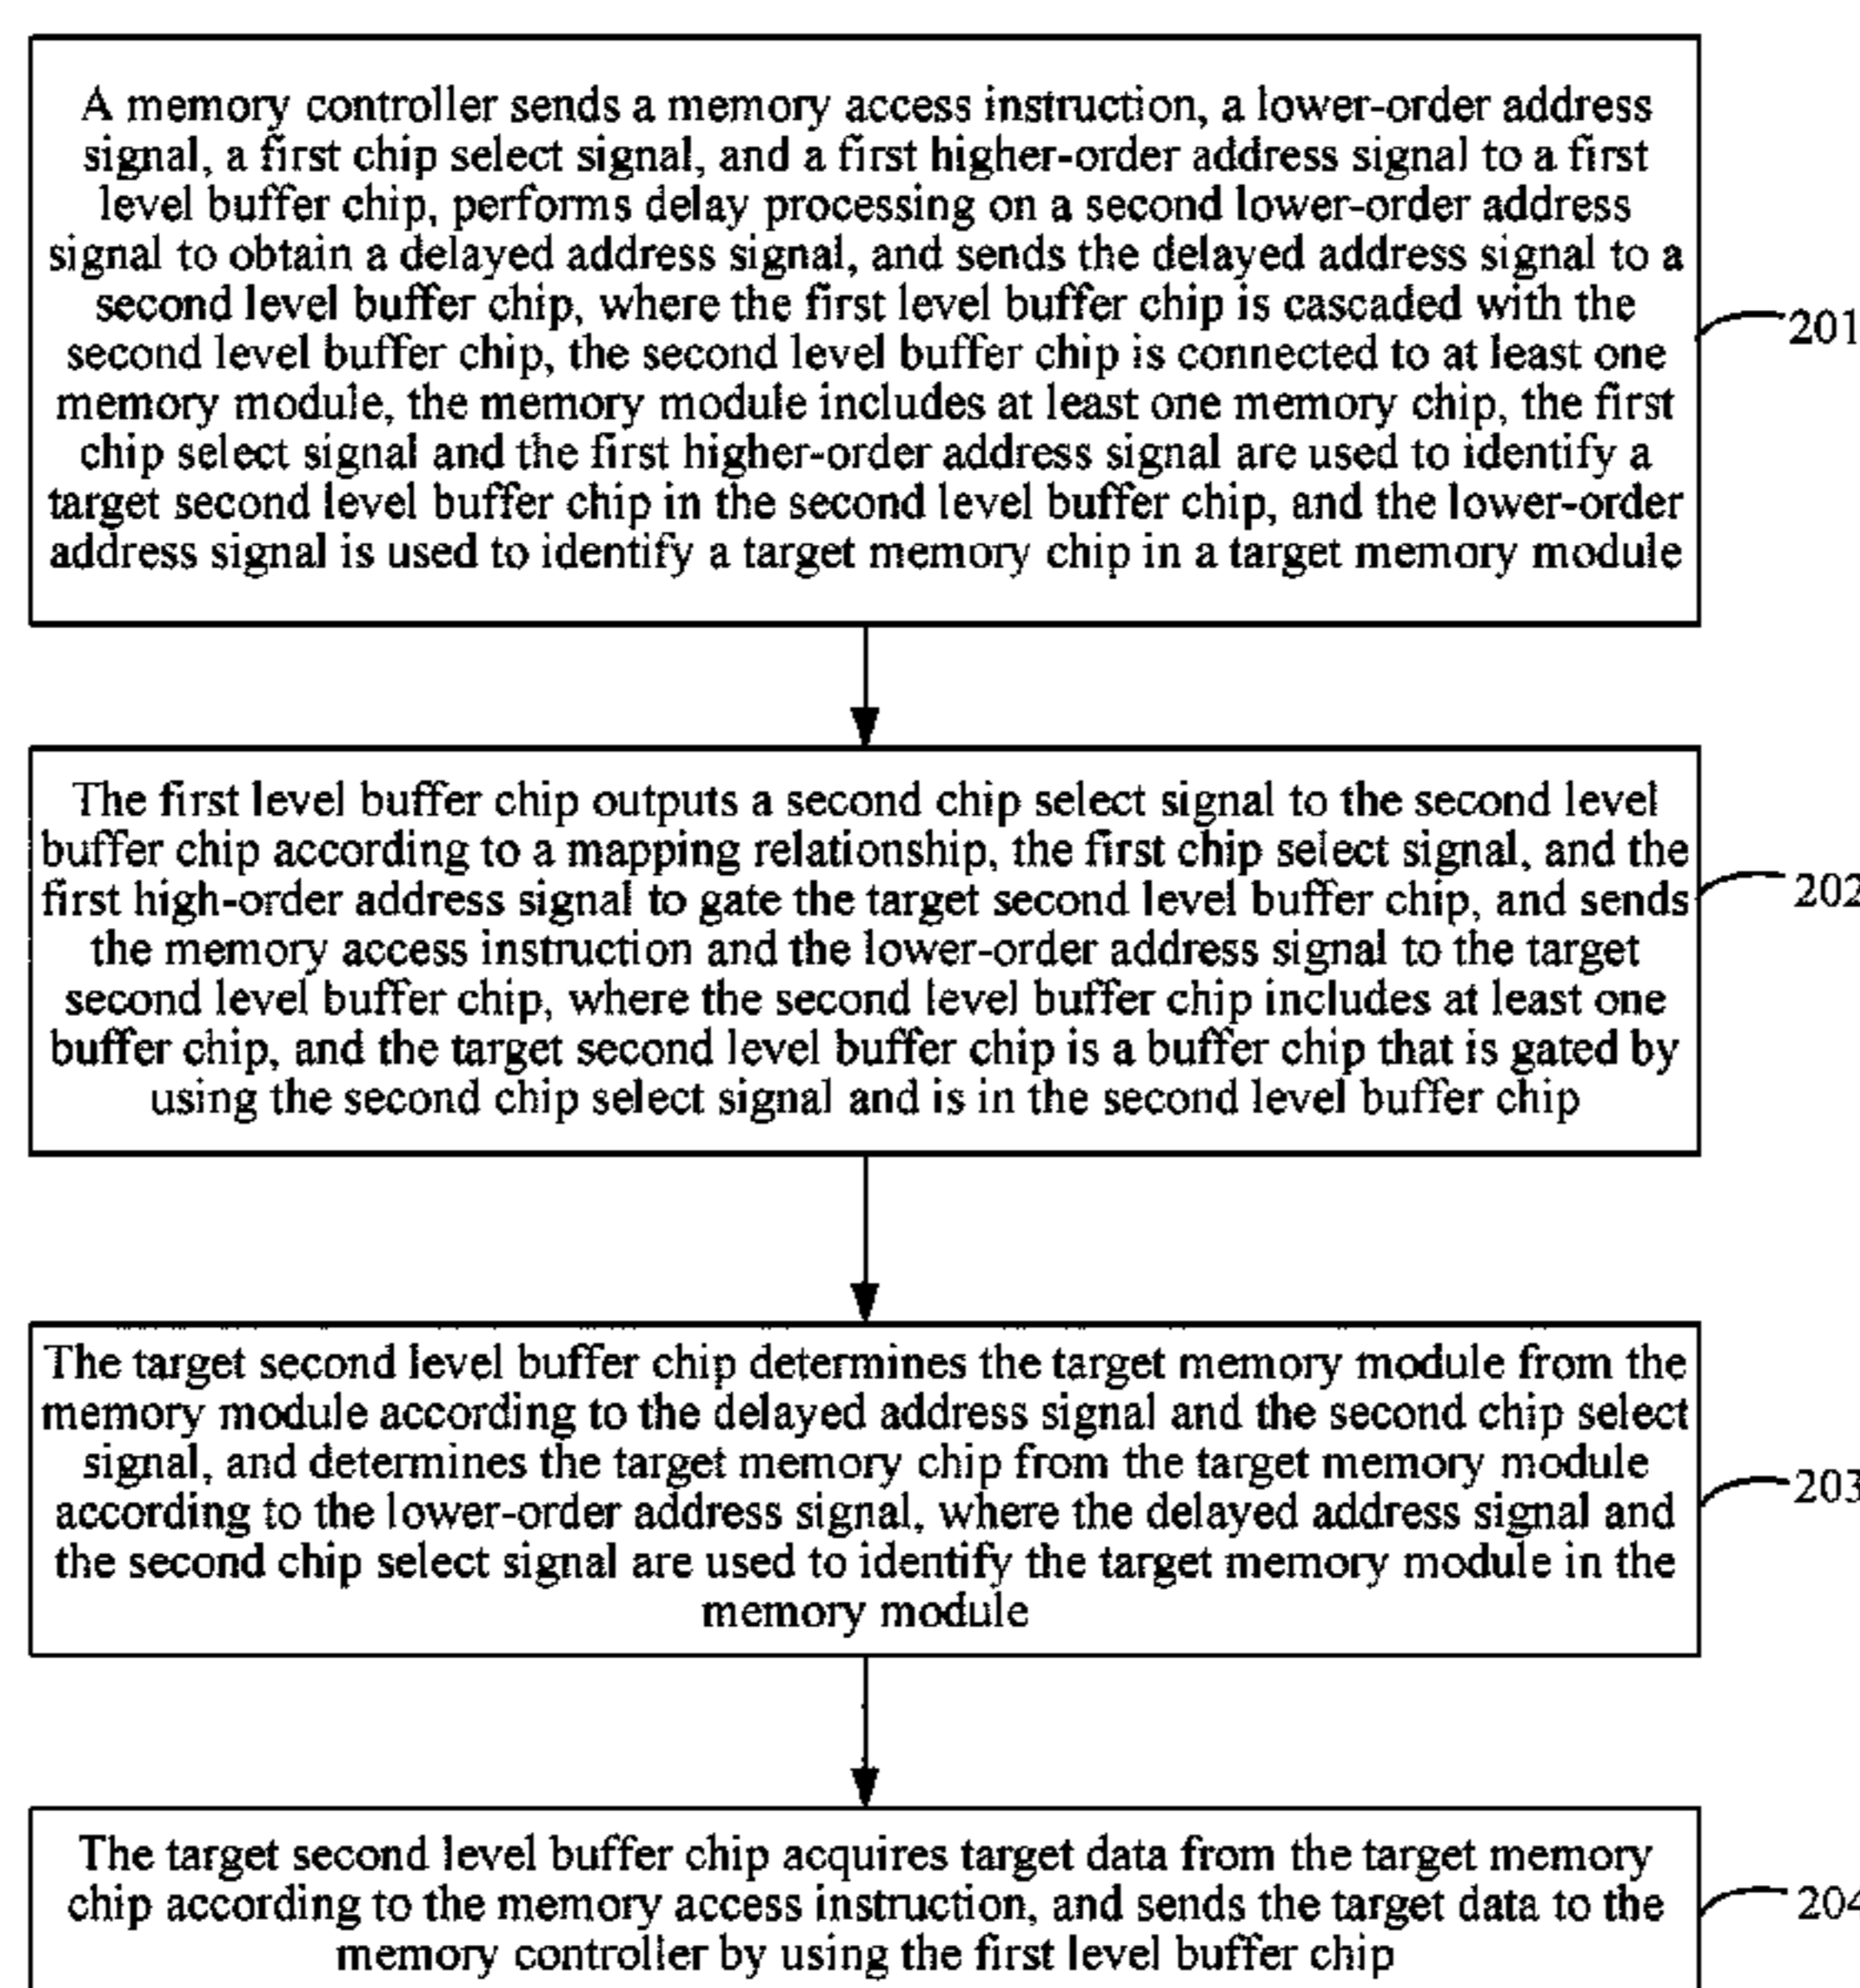 A memory controller sends a memory access instruction, a lower-order address
signal, a first chip select signal, and a first higher-order address signal to a first
level buffer chip, performs delay processing on a second lower-order address
signal to obtain a delayed address signal, and sends the delayed address signal to a
second level buffer chip, where the first level buffer chip is cascaded with the
second level buffer chip, the second level buffer chip is connected to at least one
memory module, the memory module includes at least one memory chip, the first
chip select signal and the first higher-order address signal are used to identify a
target second level buffer chip in the second level buffer chip, and the lower-order
address signal is used to identify a target memory chip in a target memory module
201
The first level buffer chip outputs a second chip select signal to the second level
buffer chip according to a mapping relationship, the first chip select signal, and the
first high-order address signal to gate the target second level buffer chip, and sends
the memory access instruction and the lower-order address signal to the target
second level buffer chip, where the second level buffer chip includes at least one
buffer chip, and the target second level buffer chip is a buffer chip that is gated by
using the second chip select signal and is in the second level buffer chip
202
The target second level buffer chip determines the target memory module from the
memory module according to the delayed address signal and the second chip select
signal, and determines the target memory chip from the target memory module
according to the lower-order address signal, where the delayed address signal and
the second chip select signal are used to identify the target memory module in the
memory module
203
The target second level buffer chip acquires target data from the target memory
chip according to the memory access instruction, and sends the target data to the
memory controller by using the first level buffer chip
204